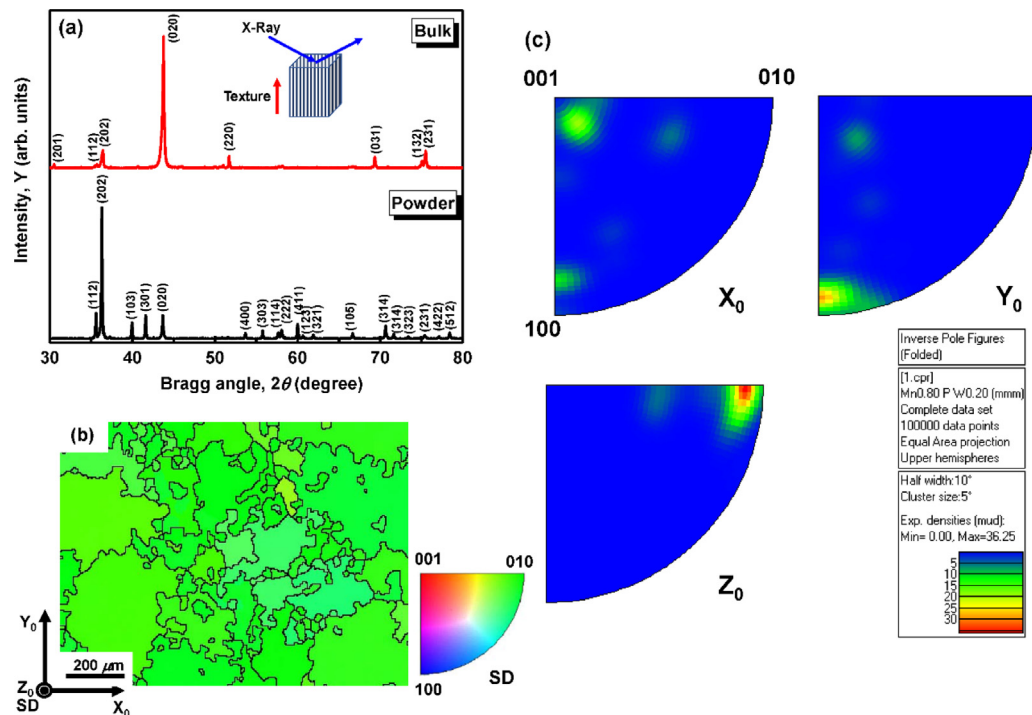 (a)
X-Ray
Bulk
Texture
(020)
(201)
(112)
(202)
(220)
(031)
(132)
(231)
Powder
(202)
(112)
(103)
(301)
(020)
(400)
(303)
(114)
(222)
(411)
(123)
(321)
(105)
(314)
(314)
(323)
(231)
(422)
(512)
Intensity, Y (arb. units)
30 40 50 60 70 80
Bragg angle, 2θ (degree)
(b)
Y₀
Z₀
SD
X₀
200 μm
001
010
100
SD
(c)
001
010
100
X₀
Y₀
Z₀
Inverse Pole Figures
(Folded)
[1.cpr]
Mn0.80 P W0.20 (mmm)
Complete data set
100000 data points
Equal Area projection
Upper hemispheres
Half width:10°
Cluster size:5°
Exp. densities (mud):
Min= 0.00, Max=36.25
5
10
15
20
25
30